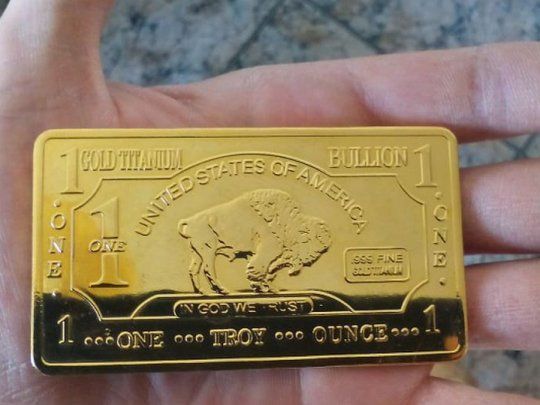 1 GOLD TITANIUM BULLION 1
UNITED STATES OF AMERICA
·ONE
1
ONE
·ONE·
.999 FINE
GOLD TITANIUM
IN GOD WE TRUST
1 •••ONE ••• TROY ••• OUNCE••• 1